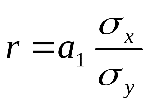 r = a₁ σₓ / σᵧ